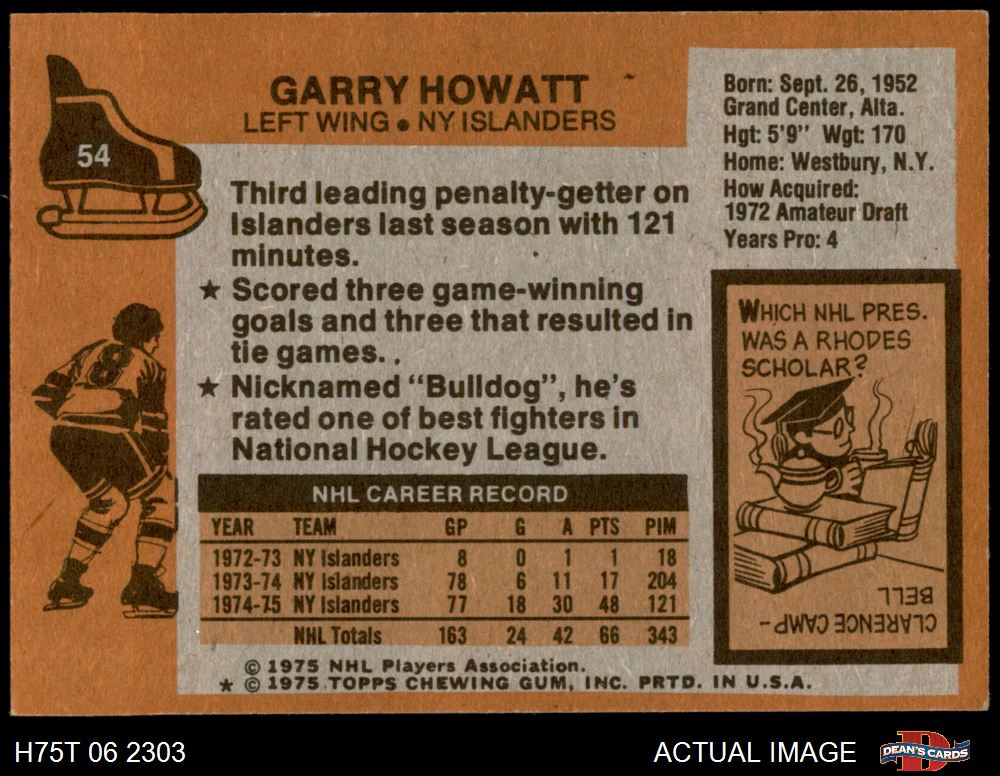 GARRY HOWATT
LEFT WING • NY ISLANDERS
54
Born: Sept. 26, 1952
Grand Center, Alta.
Hgt: 5'9" Wgt: 170
Home: Westbury, N.Y.
How Acquired:
1972 Amateur Draft
Years Pro: 4
Third leading penalty-getter on
Islanders last season with 121
minutes.
★ Scored three game-winning
goals and three that resulted in
tie games.
★ Nicknamed "Bulldog", he's
rated one of best fighters in
National Hockey League.
8
NHL CAREER RECORD
YEAR TEAM GP G A PTS PIM
1972-73 NY Islanders 8 0 1 1 18
1973-74 NY Islanders 78 6 11 17 204
1974-75 NY Islanders 77 18 30 48 121
NHL Totals 163 24 42 66 343
© 1975 NHL Players Association.
★ © 1975 TOPPS CHEWING GUM, INC. PRTD. IN U.S.A.
WHICH NHL PRES.
WAS A RHODES
SCHOLAR?
CLARENCE CAMP-
BELL
H75T 06 2303
ACTUAL IMAGE
D
DEAN'S CARDS